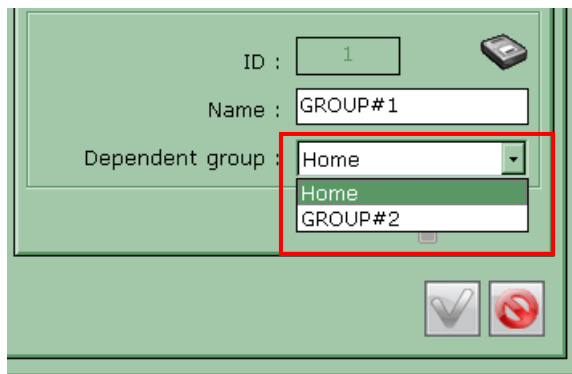 ID : 1
Name : GROUP#1
Dependent group : Home
Home
GROUP#2